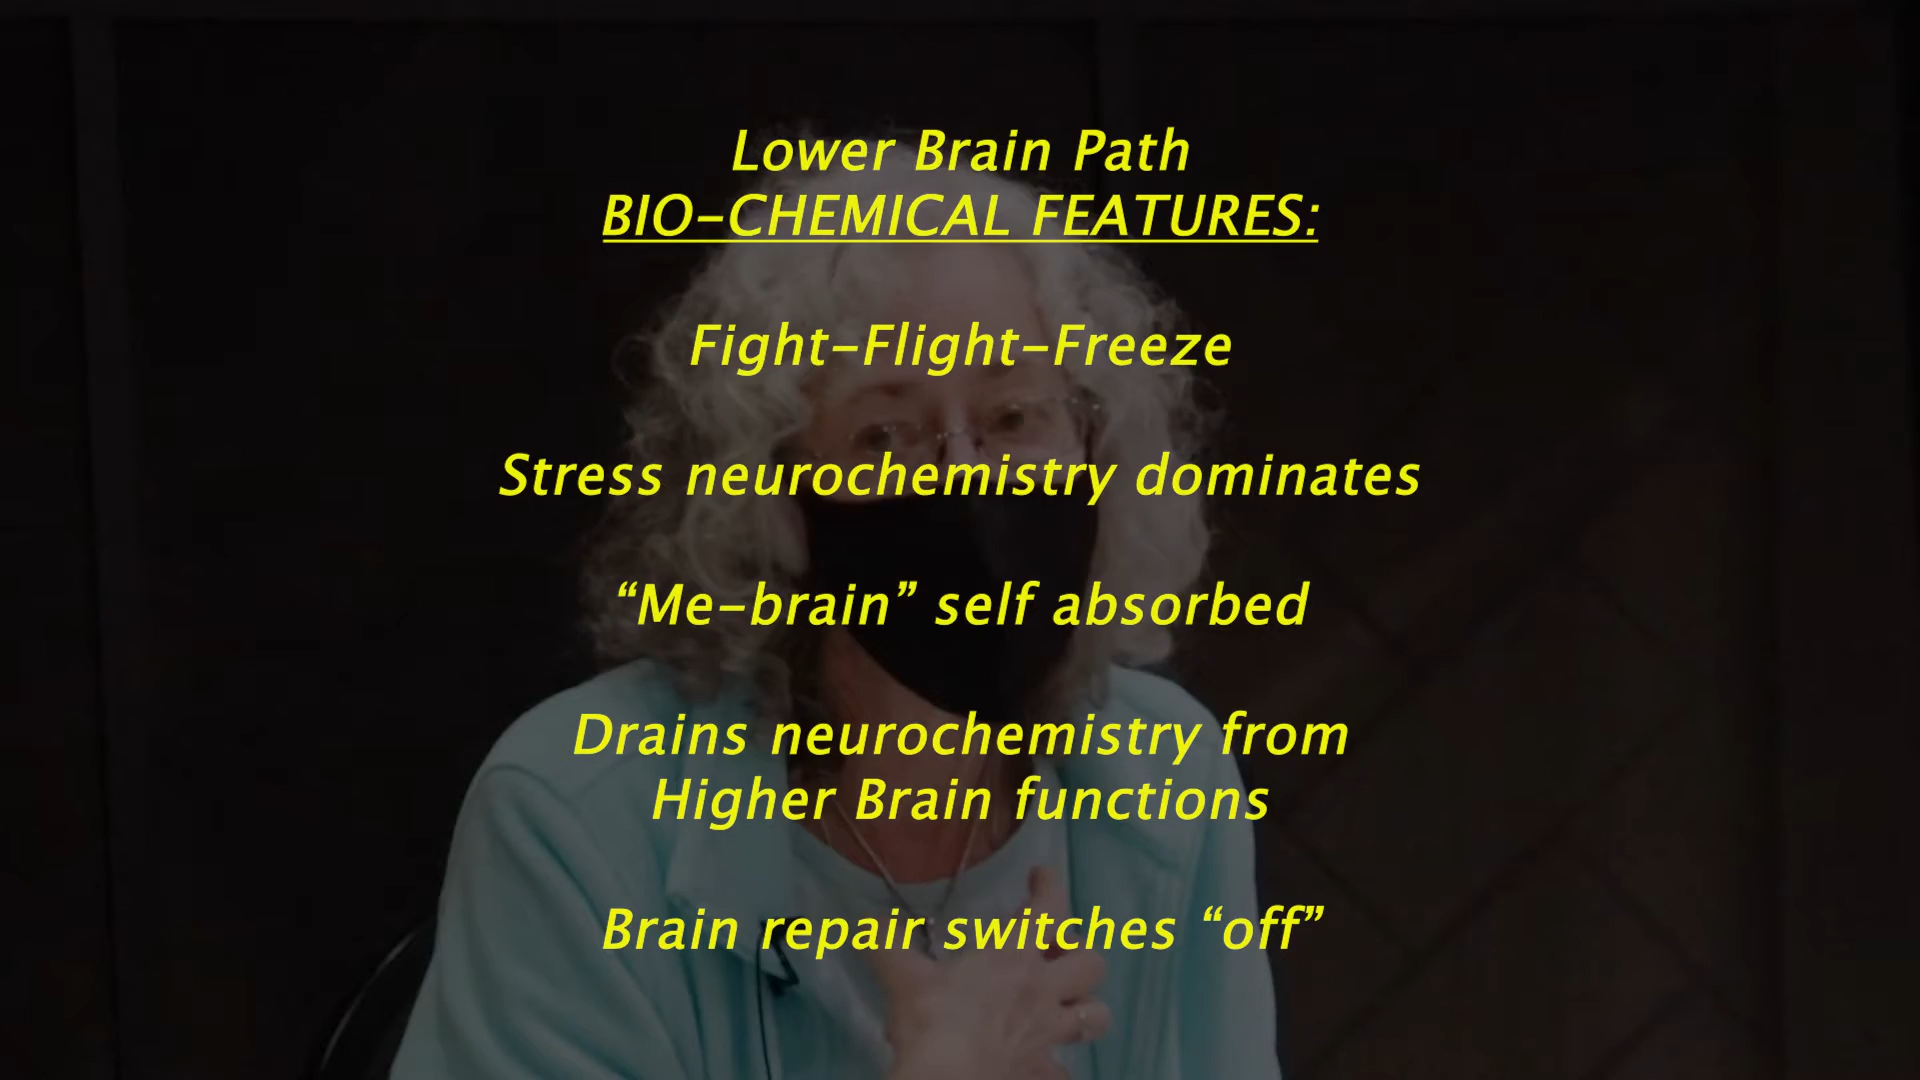 Lower Brain Path
BIO-CHEMICAL FEATURES:
Fight-Flight-Freeze
Stress neurochemistry dominates
“Me-brain” self absorbed
Drains neurochemistry from
Higher Brain functions
Brain repair switches “off”